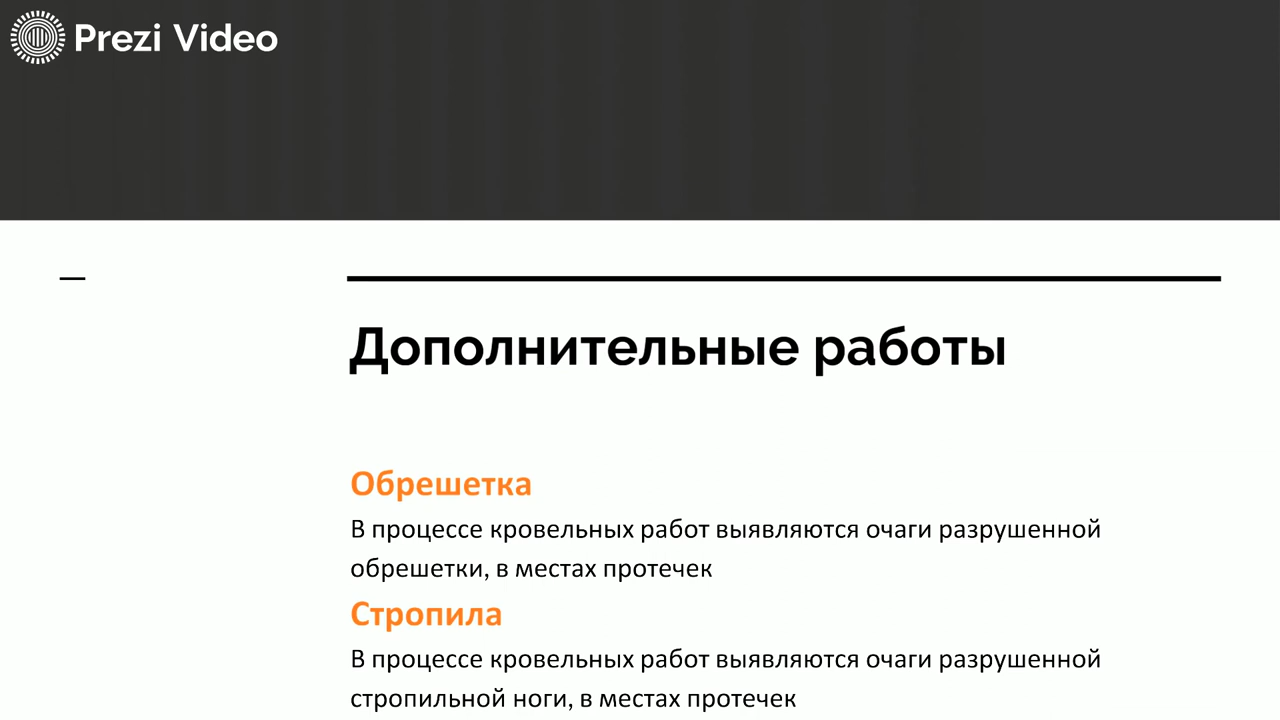 Prezi Video
Дополнительные работы
Обрешетка
В процессе кровельных работ выявляются очаги разрушенной
обрешетки, в местах протечек
Стропила
В процессе кровельных работ выявляются очаги разрушенной
стропильной ноги, в местах протечек